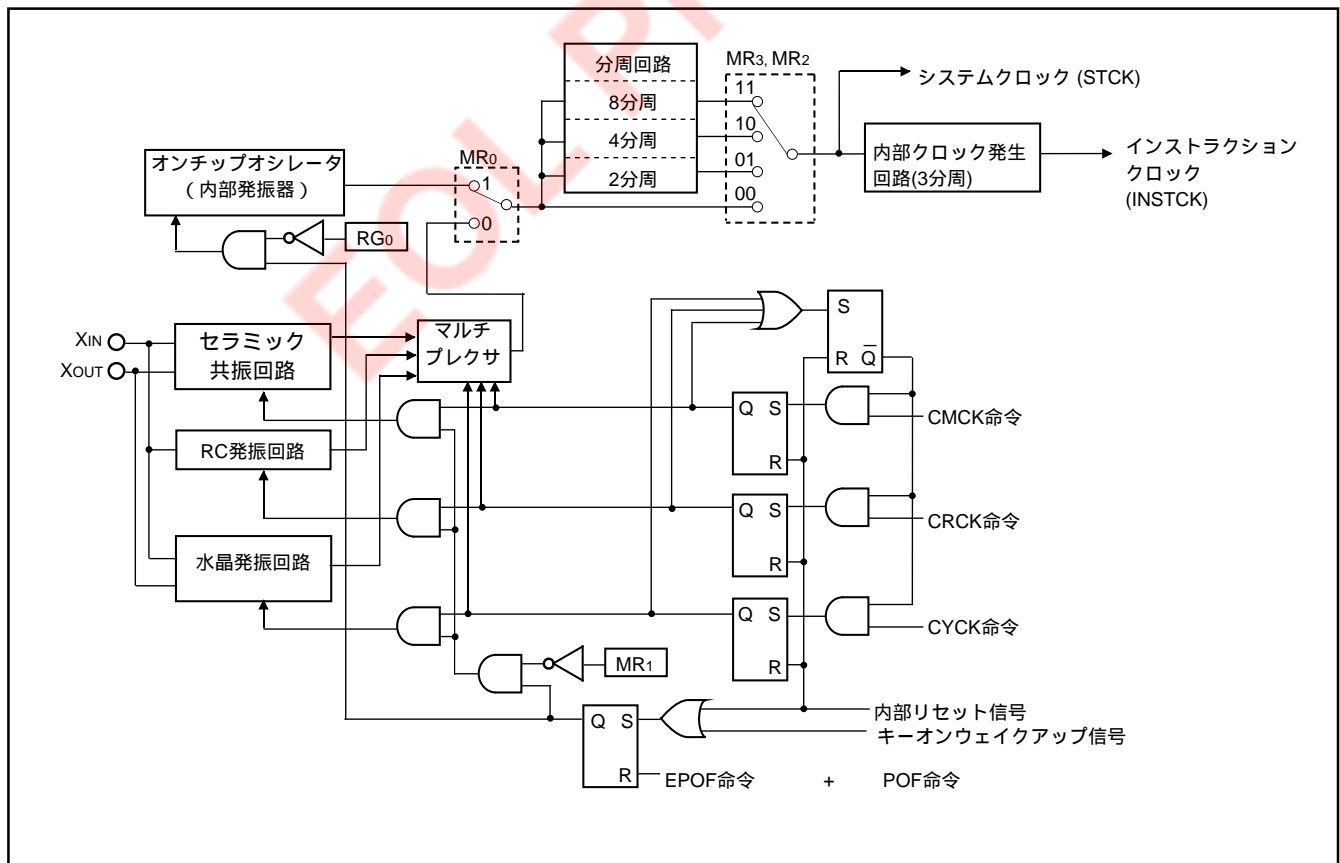 EOL PR
分周回路
8分周
4分周
2分周
MR3, MR2
11
10
01
00
システムクロック (STCK)
内部クロック発生
回路(3分周)
インストラクション
クロック
(INSTCK)
オンチップオシレータ
（内部発振器）
MR0
1
0
RG0
XIN
XOUT
セラミック
共振回路
マルチ
プレクサ
RC発振回路
水晶発振回路
S
R Q
Q S
R
CMCK命令
Q S
R
CRCK命令
Q S
R
CYCK命令
MR1
Q S
R
内部リセット信号
キーオンウェイクアップ信号
EPOF命令 + POF命令